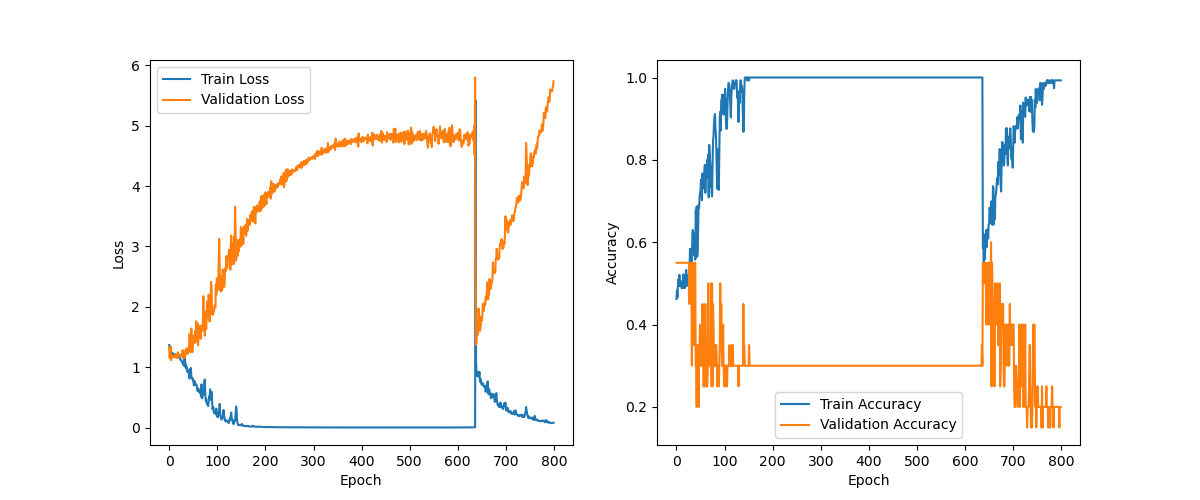 6
5
4
3
2
1
0
Loss
Train Loss
Validation Loss
0 100 200 300 400 500 600 700 800
Epoch
1.0
0.8
0.6
0.4
0.2
Accuracy
Train Accuracy
Validation Accuracy
0 100 200 300 400 500 600 700 800
Epoch